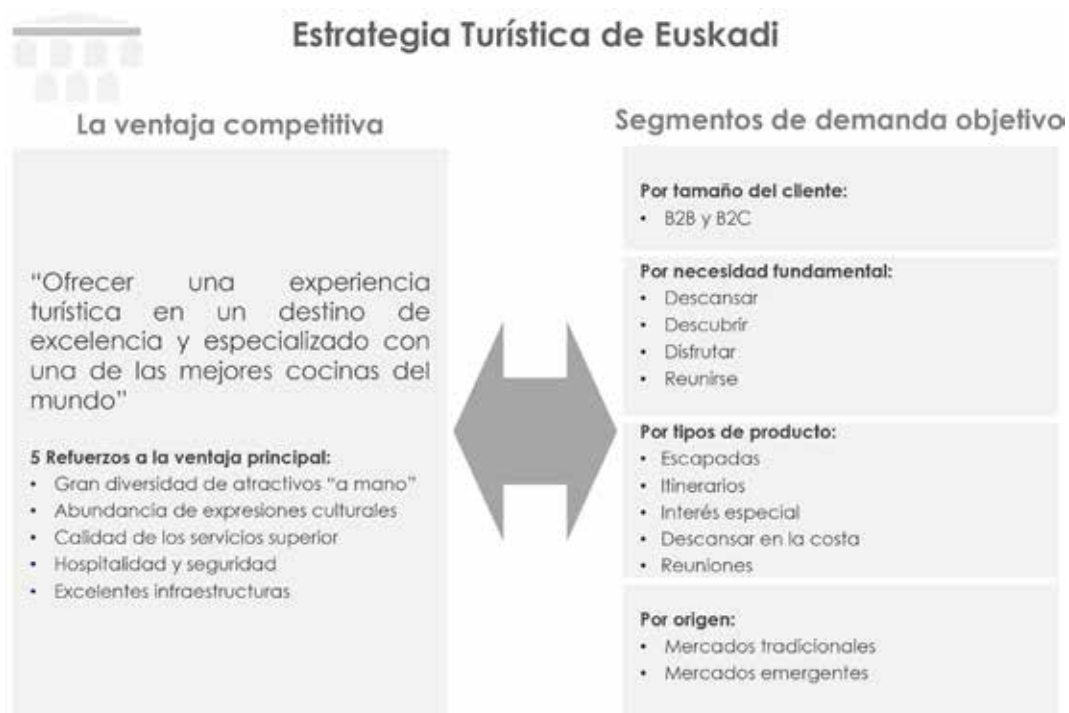 Estrategia Turística de Euskadi
La ventaja competitiva
“Ofrecer una experiencia
turística en un destino de
excelencia y especializado con
una de las mejores cocinas del
mundo”
5 Refuerzos a la ventaja principal:
• Gran diversidad de atractivos “a mano”
• Abundancia de expresiones culturales
• Calidad de los servicios superior
• Hospitalidad y seguridad
• Excelentes infraestructuras
Segmentos de demanda objetivo
Por tamaño del cliente:
• B2B y B2C
Por necesidad fundamental:
• Descansar
• Descubrir
• Disfrutar
• Reunirse
Por tipos de producto:
• Escapadas
• Itinerarios
• Interés especial
• Descansar en la costa
• Reuniones
Por origen:
• Mercados tradicionales
• Mercados emergentes